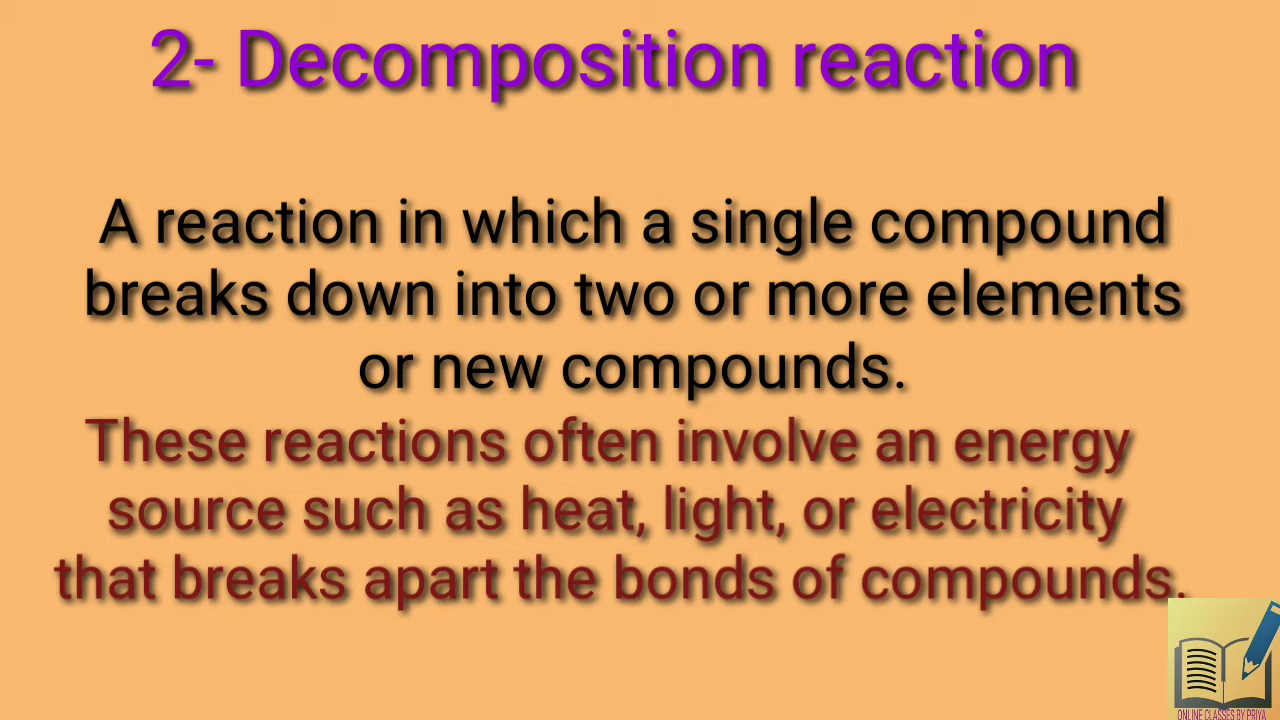 2- Decomposition reaction
A reaction in which a single compound
breaks down into two or more elements
or new compounds.
These reactions often involve an energy
source such as heat, light, or electricity
that breaks apart the bonds of compounds.
ONLINE CLASSES BY PRIYA